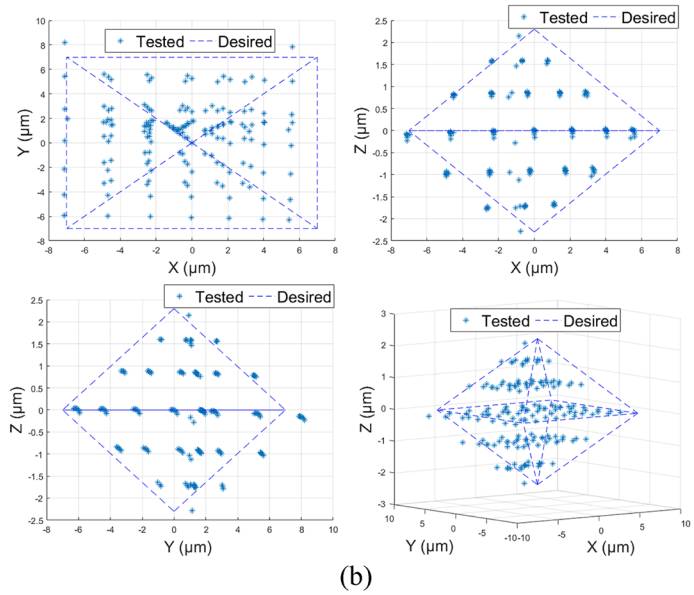 Tested Desired
10
8
6
4
2
0
-2
-4
-6
-8
Y (μm)
-8 -6 -4 -2 0 2 4 6 8
X (μm)
Tested Desired
2.5
2
1.5
1
0.5
0
-0.5
-1
-1.5
-2
-2.5
Z (μm)
-8 -6 -4 -2 0 2 4 6 8
X (μm)
Tested Desired
2.5
2
1.5
1
0.5
0
-0.5
-1
-1.5
-2
-2.5
Z (μm)
-8 -6 -4 -2 0 2 4 6 8 10
Y (μm)
Tested Desired
3
2
1
0
-1
-2
-3
Z (μm)
10 5 0 -5 -10
Y (μm)
-10 -5 0 5 10
X (μm)
(b)